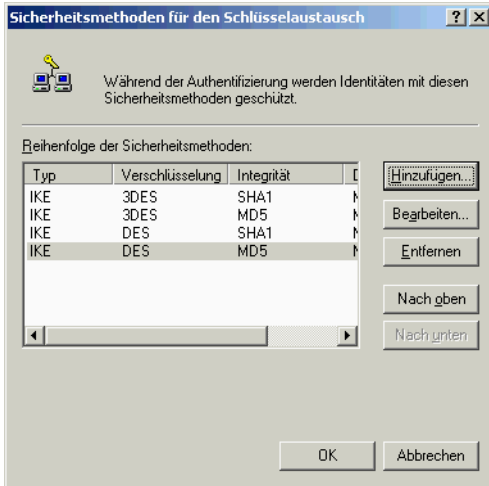 Sicherheitsmethoden für den Schlüsselaustausch
Während der Authentifizierung werden Identitäten mit diesen
Sicherheitsmethoden geschützt.
Reihenfolge der Sicherheitsmethoden:
Typ Verschlüsselung Integrität
IKE 3DES SHA1
IKE 3DES MD5
IKE DES SHA1
IKE DES MD5
Hinzufügen...
Bearbeiten...
Entfernen
Nach oben
Nach unten
OK Abbrechen